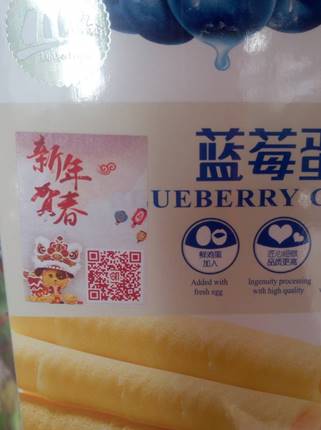 新年
贺春
蓝莓蛋
UEBERRY
鲜鸡蛋
加入
Added with
fresh egg
匠心细做
品质更高
Ingenuity processing
with high quality